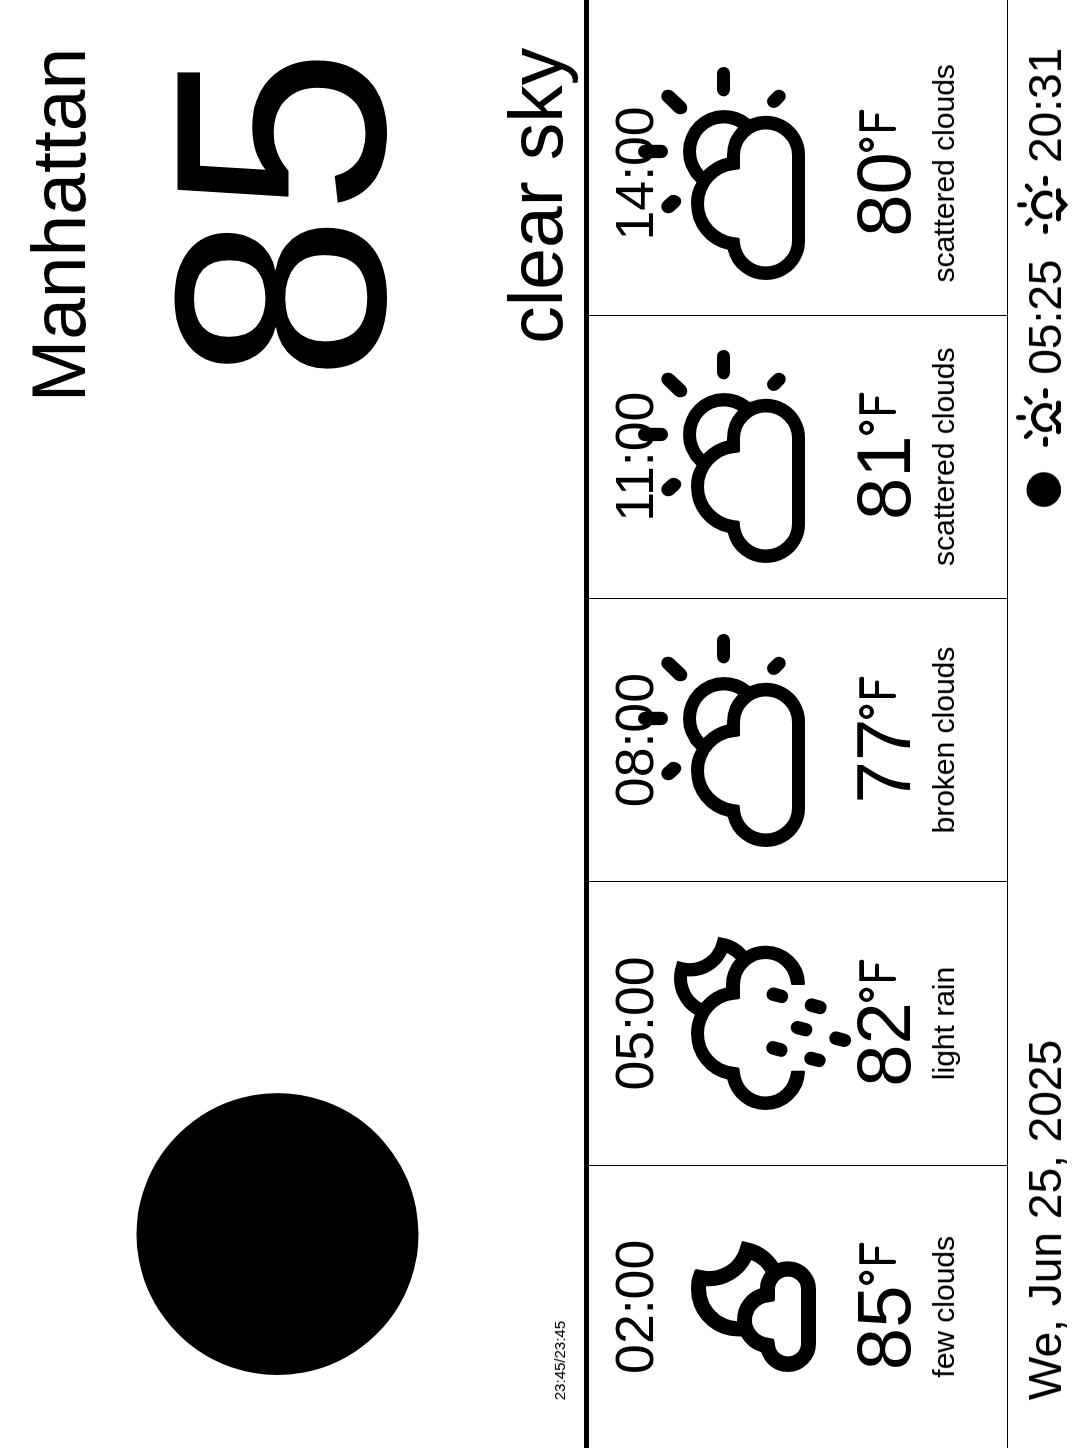 Manhattan
85
clear sky
23:45/23:45
02:00
85°F
few clouds
05:00
82°F
light rain
08:00
77°F
broken clouds
11:00
81°F
scattered clouds
14:00
80°F
scattered clouds
We, Jun 25, 2025
05:25
20:31